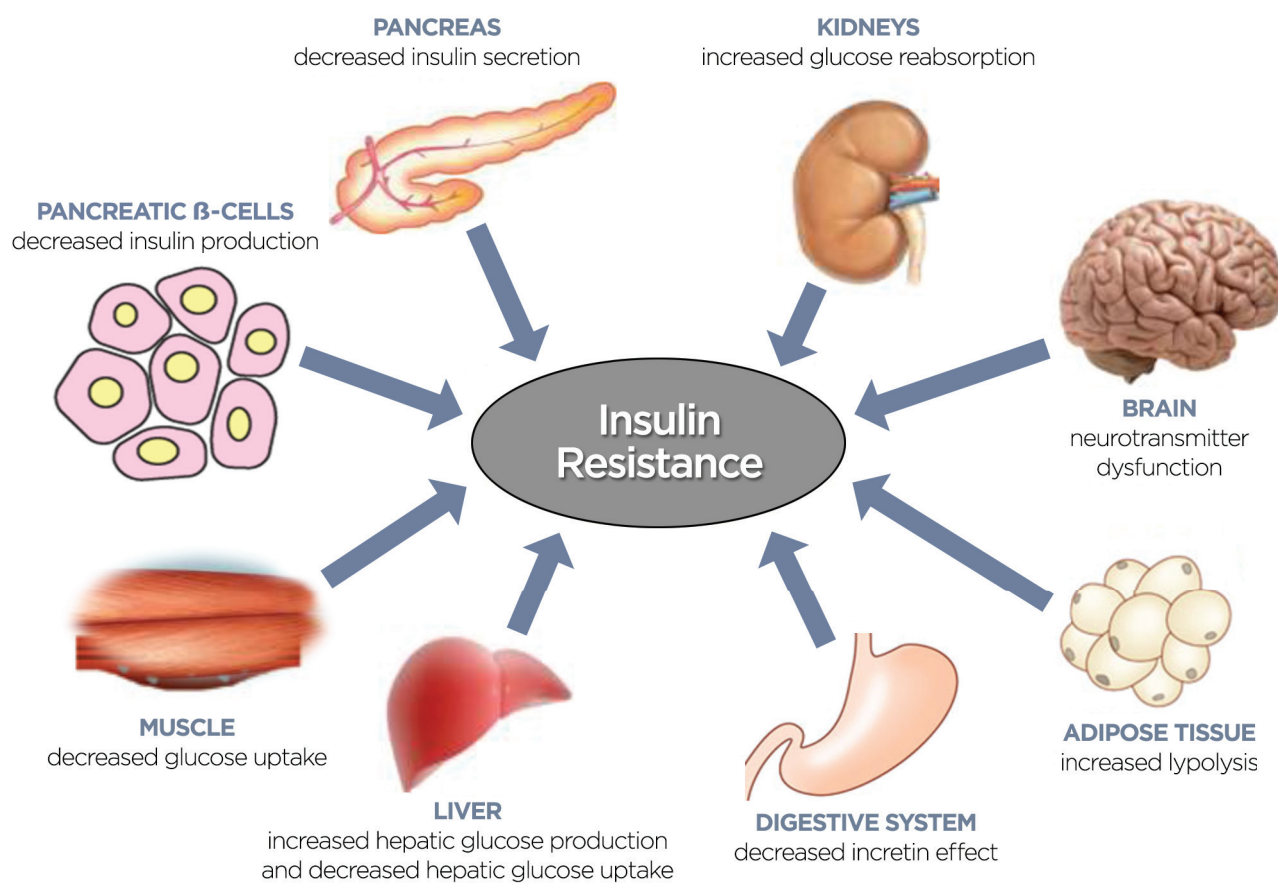 PANCREAS
decreased insulin secretion
KIDNEYS
increased glucose reabsorption
PANCREATIC ß-CELLS
decreased insulin production
BRAIN
neurotransmitter
dysfunction
Insulin
Resistance
MUSCLE
decreased glucose uptake
ADIPOSE TISSUE
increased lypolysis
LIVER
increased hepatic glucose production
and decreased hepatic glucose uptake
DIGESTIVE SYSTEM
decreased incretin effect